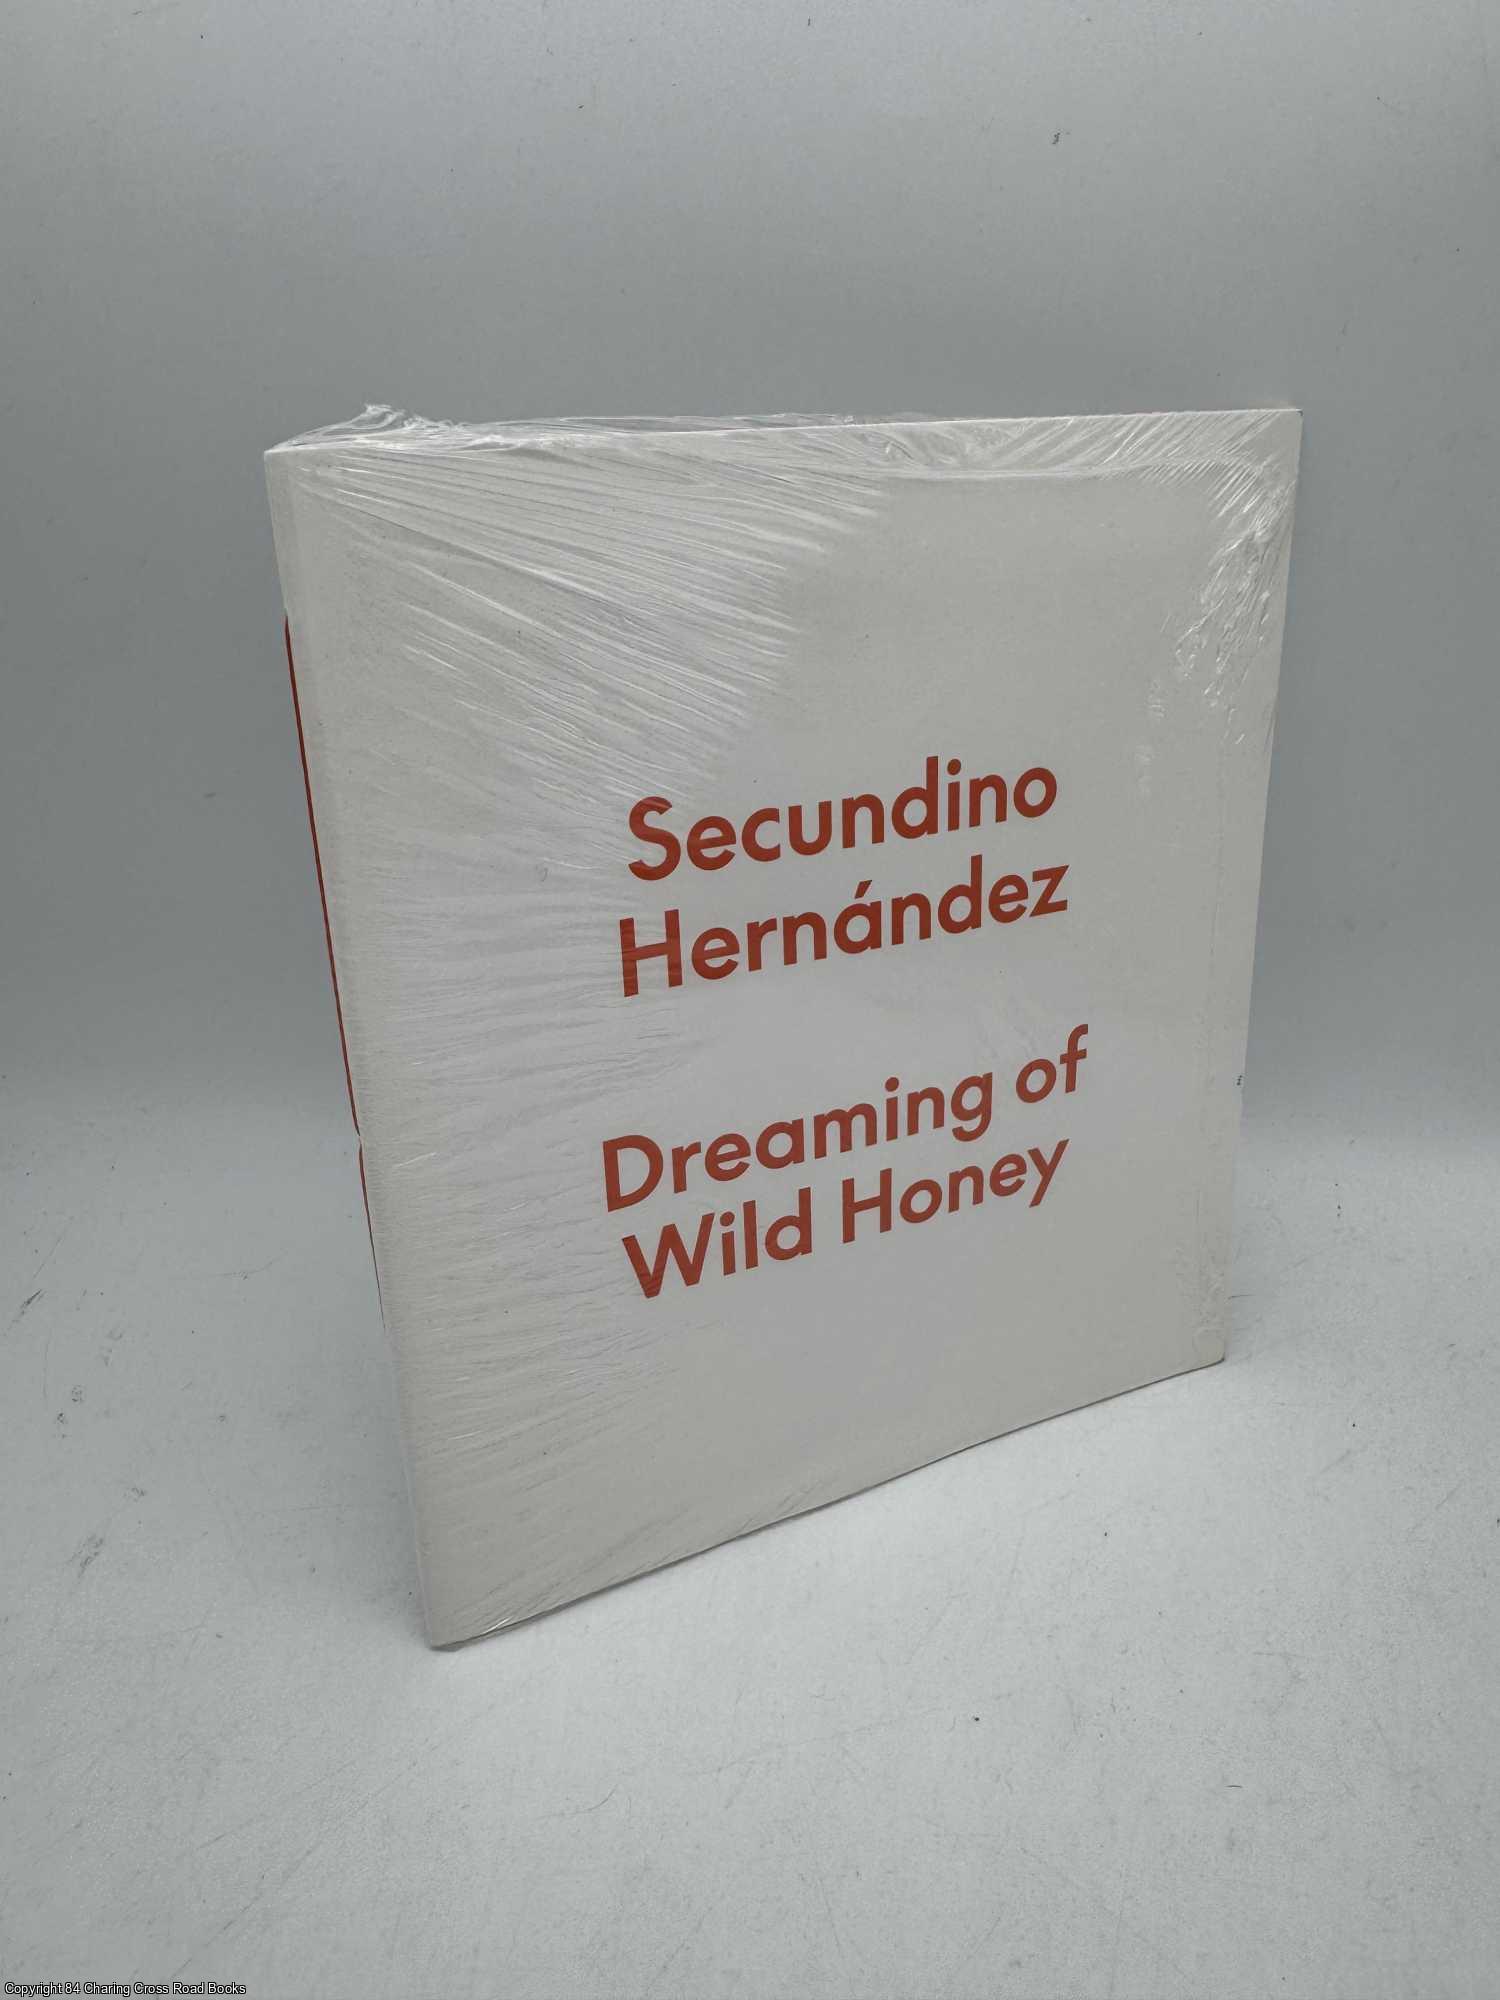 Secundino
Hernández
Dreaming of
Wild Honey
Copyright 84 Charing Cross Road Books